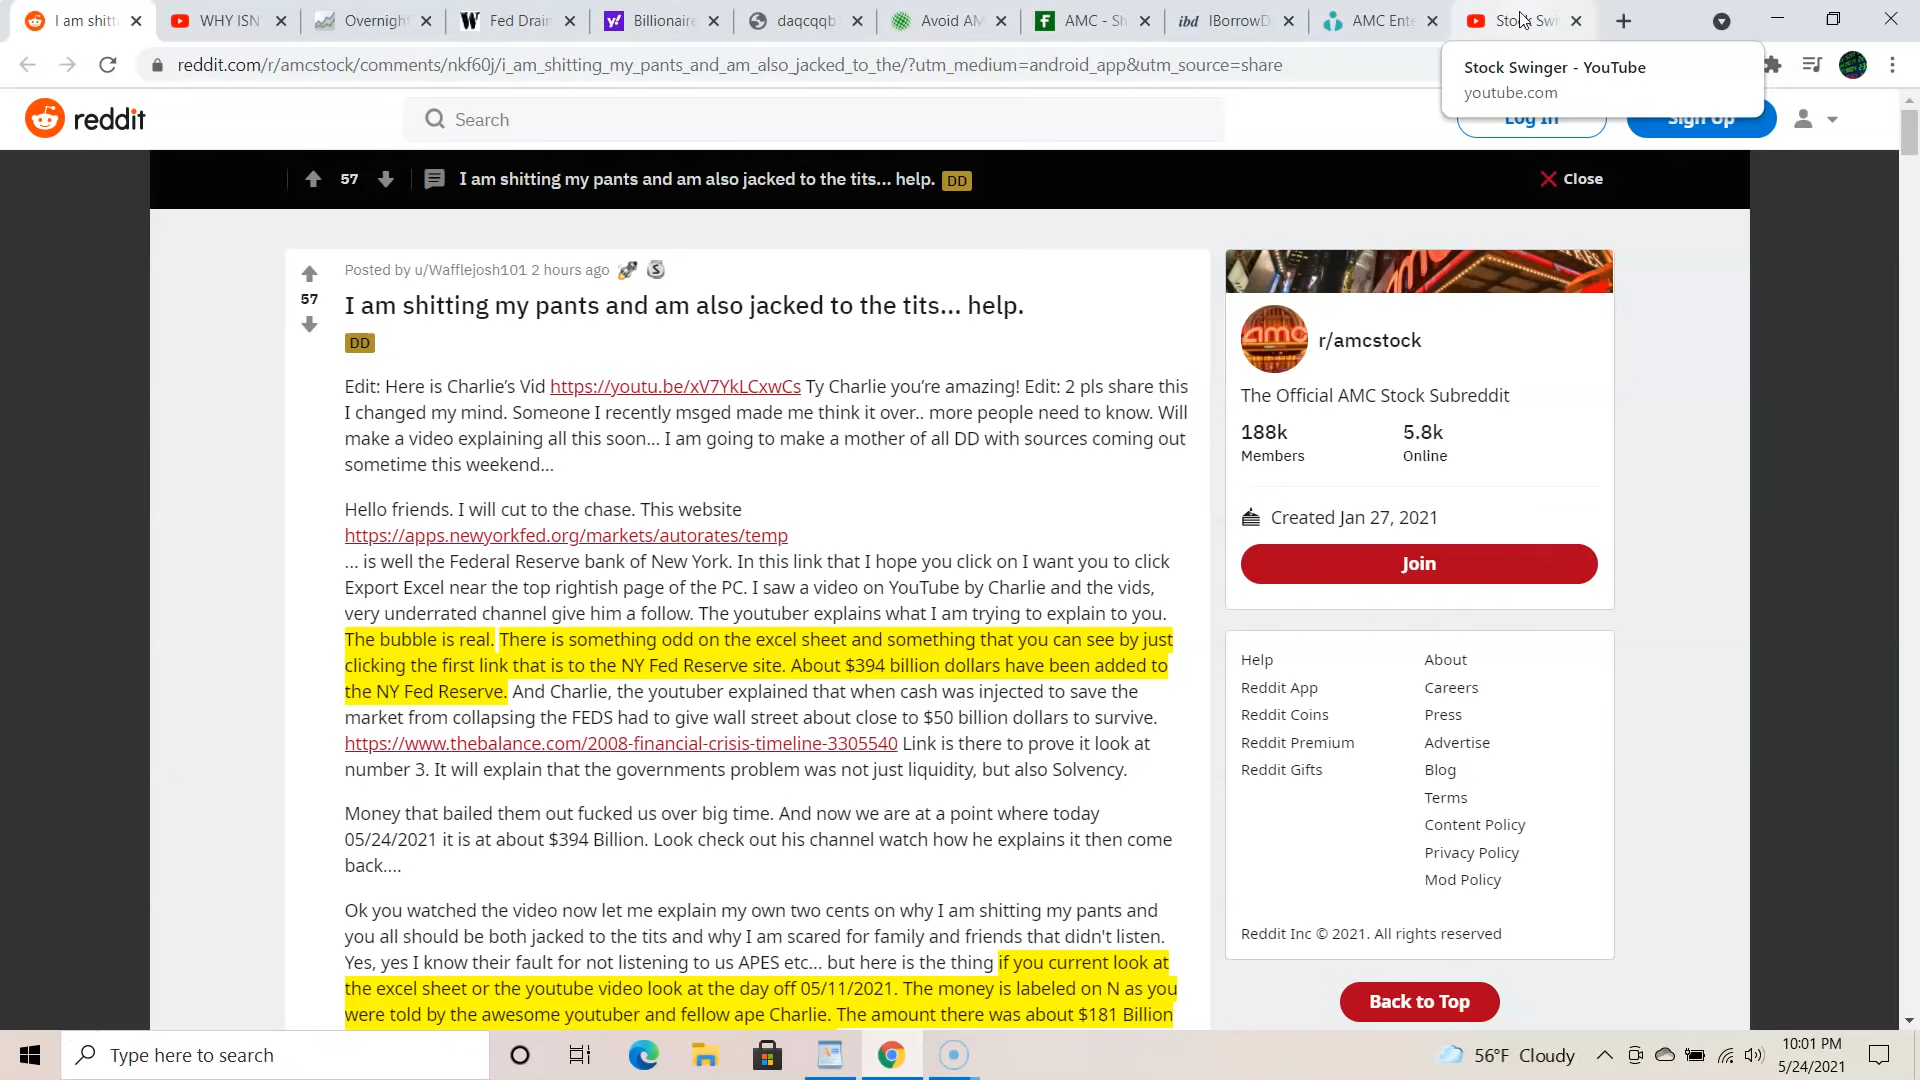 I am shitt
WHY ISN
Overnight
Fed Drain
Billionaire
daqcqqb
Avoid AM
AMC - Sh
IBorrowD
AMC Ente
Stock Swi
reddit.com/r/amcstock/comments/nkf60j/i_am_shitting_my_pants_and_am_also_jacked_to_the/?utm_medium=android_app&utm_source=share
Stock Swinger - YouTube
youtube.com
reddit
Search
Log In
Sign Up
57
I am shitting my pants and am also jacked to the tits... help.
DD
Close
Posted by u/Wafflejosh101 2 hours ago
57
I am shitting my pants and am also jacked to the tits... help.
DD
Edit: Here is Charlie's Vid https://youtu.be/xV7YkLCxwCs Ty Charlie you're amazing! Edit: 2 pls share this
I changed my mind. Someone I recently msged made me think it over.. more people need to know. Will
make a video explaining all this soon... I am going to make a mother of all DD with sources coming out
sometime this weekend...
Hello friends. I will cut to the chase. This website
https://apps.newyorkfed.org/markets/autorates/temp
... is well the Federal Reserve bank of New York. In this link that I hope you click on I want you to click
Export Excel near the top rightish page of the PC. I saw a video on YouTube by Charlie and the vids,
very underrated channel give him a follow. The youtuber explains what I am trying to explain to you.
The bubble is real. There is something odd on the excel sheet and something that you can see by just
clicking the first link that is to the NY Fed Reserve site. About $394 billion dollars have been added to
the NY Fed Reserve. And Charlie, the youtuber explained that when cash was injected to save the
market from collapsing the FEDS had to give wall street about close to $50 billion dollars to survive.
https://www.thebalance.com/2008-financial-crisis-timeline-3305540 Link is there to prove it look at
number 3. It will explain that the governments problem was not just liquidity, but also Solvency.
Money that bailed them out fucked us over big time. And now we are at a point where today
05/24/2021 it is at about $394 Billion. Look check out his channel watch how he explains it then come
back....
Ok you watched the video now let me explain my own two cents on why I am shitting my pants and
you all should be both jacked to the tits and why I am scared for family and friends that didn't listen.
Yes, yes I know their fault for not listening to us APES etc... but here is the thing if you current look at
the excel sheet or the youtube video look at the day off 05/11/2021. The money is labeled on N as you
were told by the awesome youtuber and fellow ape Charlie. The amount there was about $181 Billion
amc
r/amcstock
The Official AMC Stock Subreddit
188k
5.8k
Members
Online
Created Jan 27, 2021
Join
Help
About
Reddit App
Careers
Reddit Coins
Press
Reddit Premium
Advertise
Reddit Gifts
Blog
Terms
Content Policy
Privacy Policy
Mod Policy
Reddit Inc © 2021. All rights reserved
Back to Top
Type here to search
56°F Cloudy
10:01 PM
5/24/2021